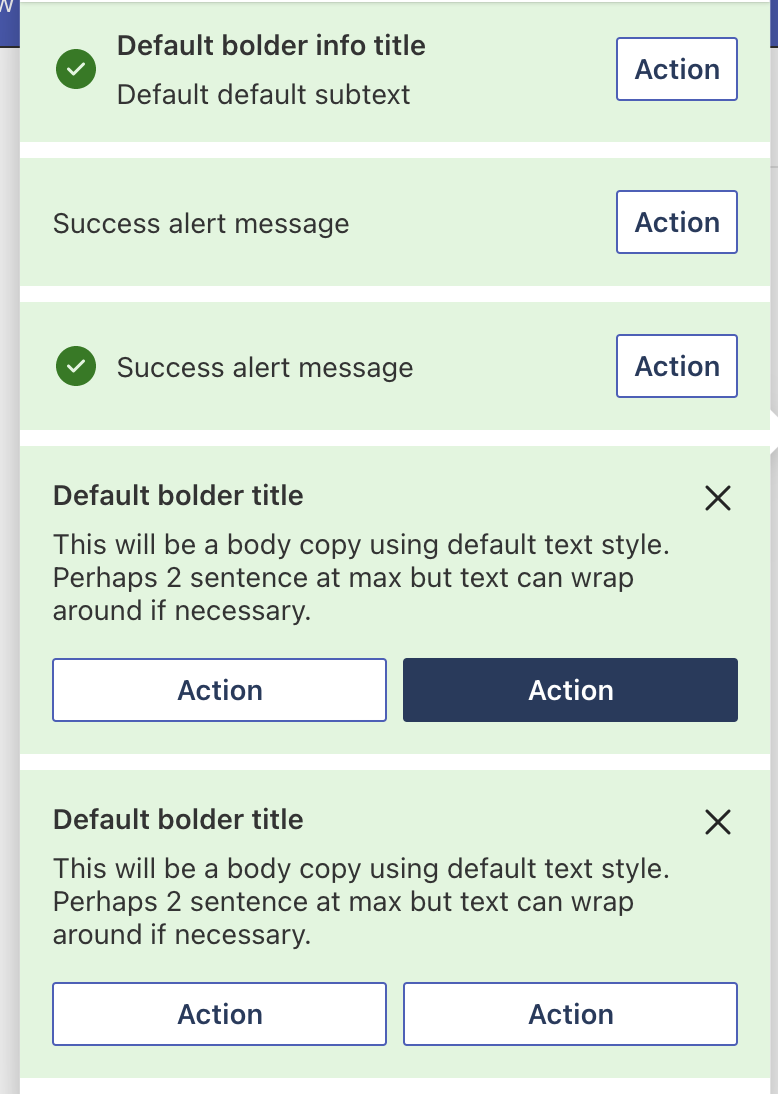 W
Default bolder info title
Default default subtext
Action
Success alert message
Action
Success alert message
Action
Default bolder title
This will be a body copy using default text style.
Perhaps 2 sentence at max but text can wrap
around if necessary.
Action
Action
Default bolder title
This will be a body copy using default text style.
Perhaps 2 sentence at max but text can wrap
around if necessary.
Action
Action